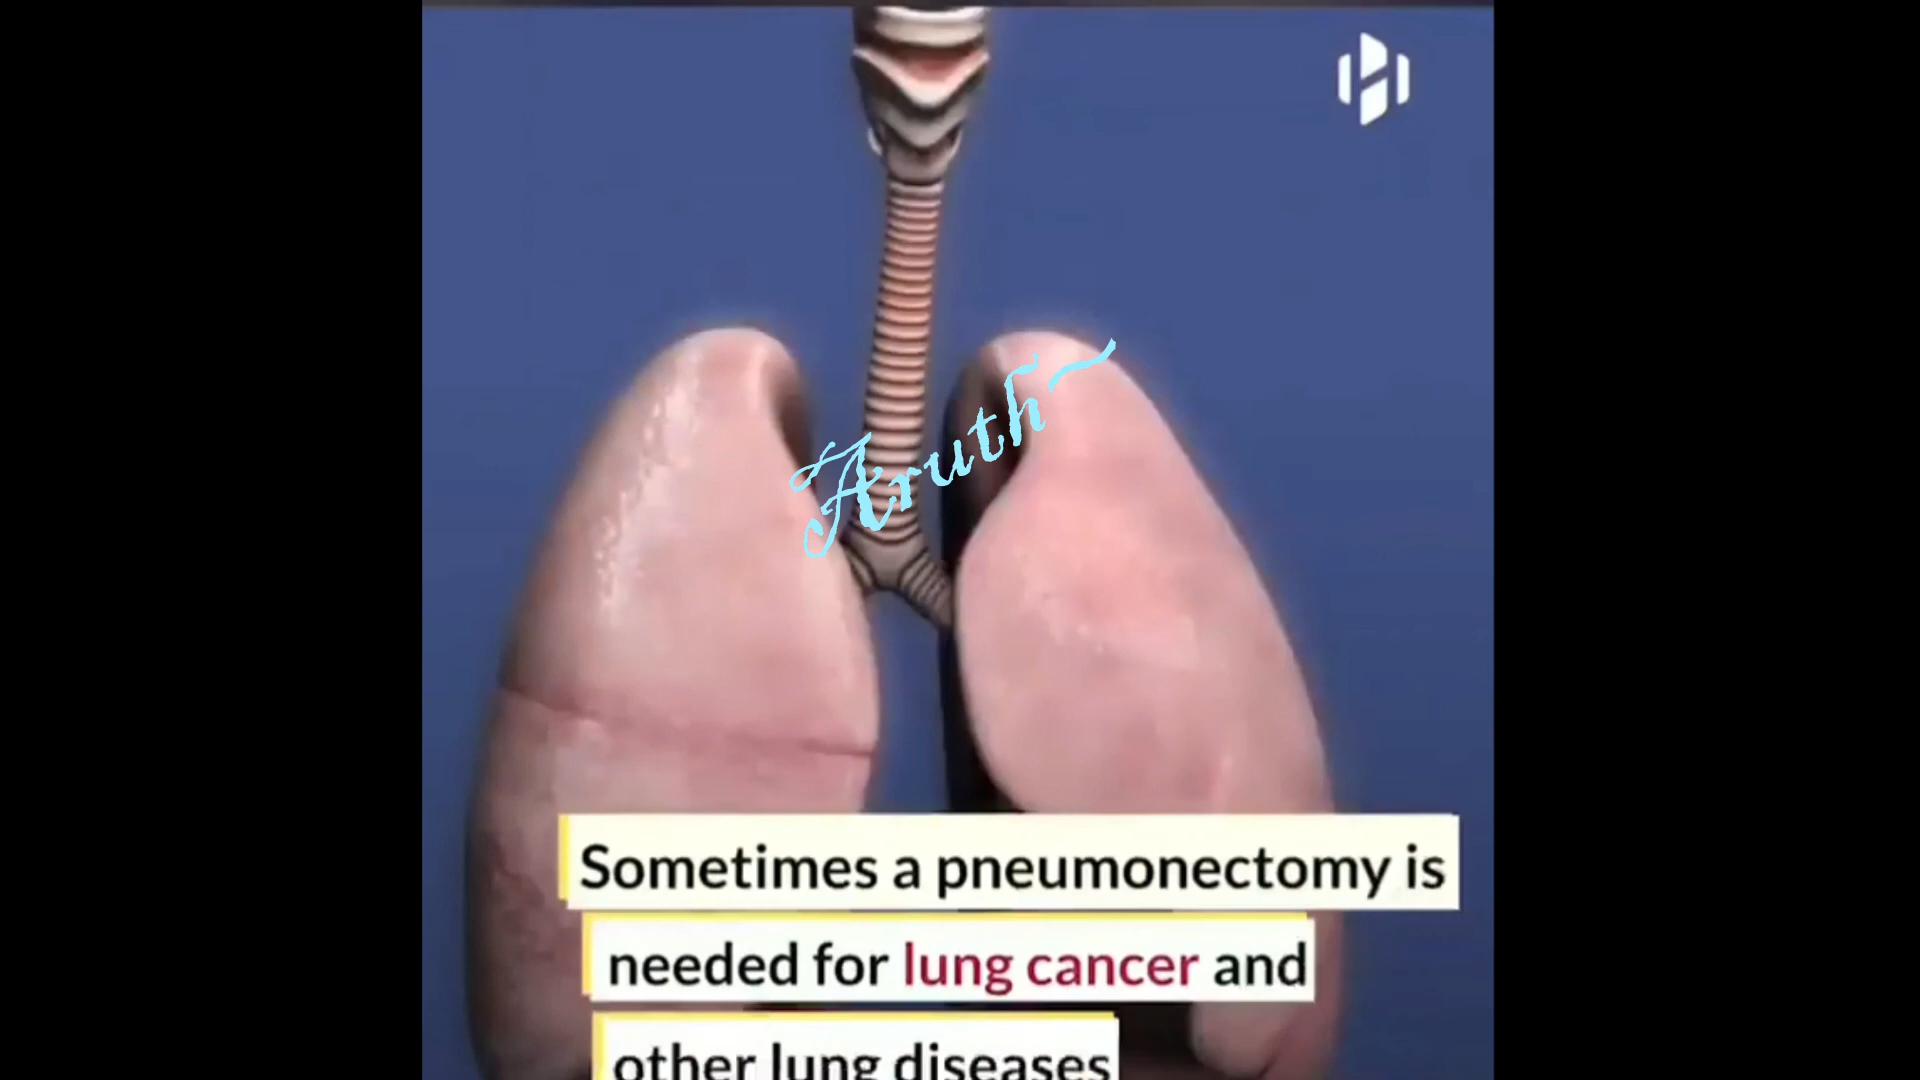 Aruth
Sometimes a pneumonectomy is
needed for lung cancer and
other lung diseases